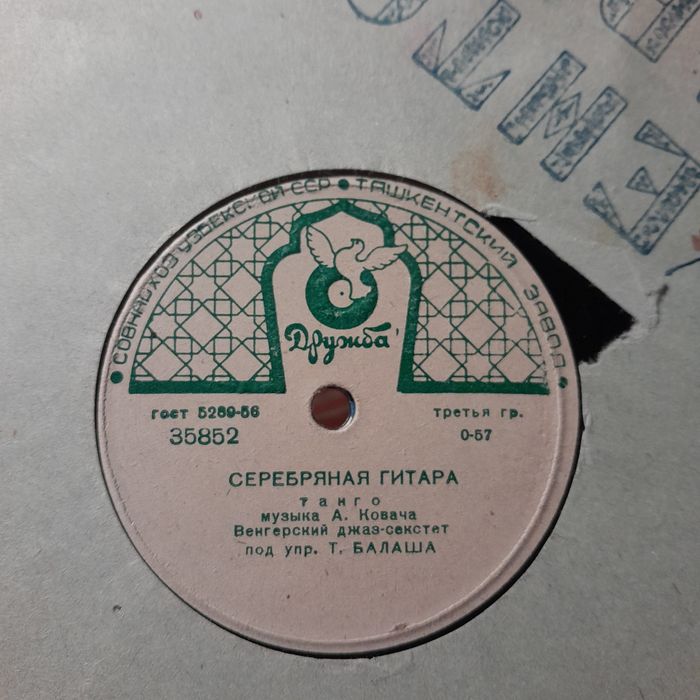 СОВНАРХОЗ УЗБЕКСКОЙ ССР • ТАШКЕНТСКИЙ ЗАВОД •
Дружба
ГОСТ 5289-56
третья гр.
35852
0-57
СЕРЕБРЯНАЯ ГИТАРА
танго
музыка А. Ковача
Венгерский джаз-секстет
под упр. Т. БАЛАША